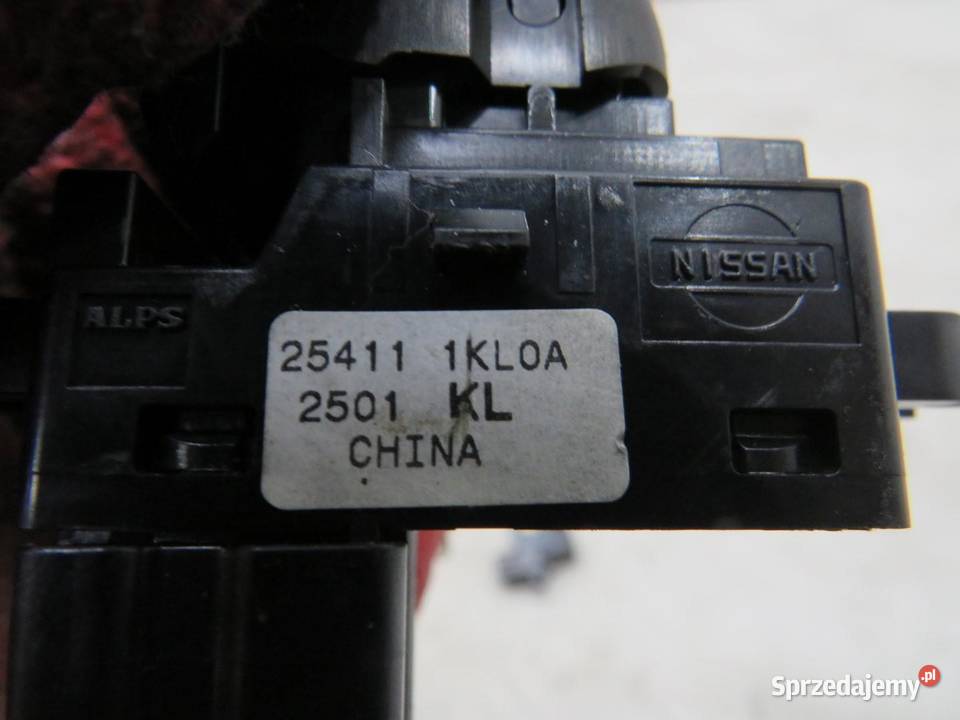 NISSAN
ALPS
25411 1KL0A
2501 KL
CHINA
Sprzedajemy.pl